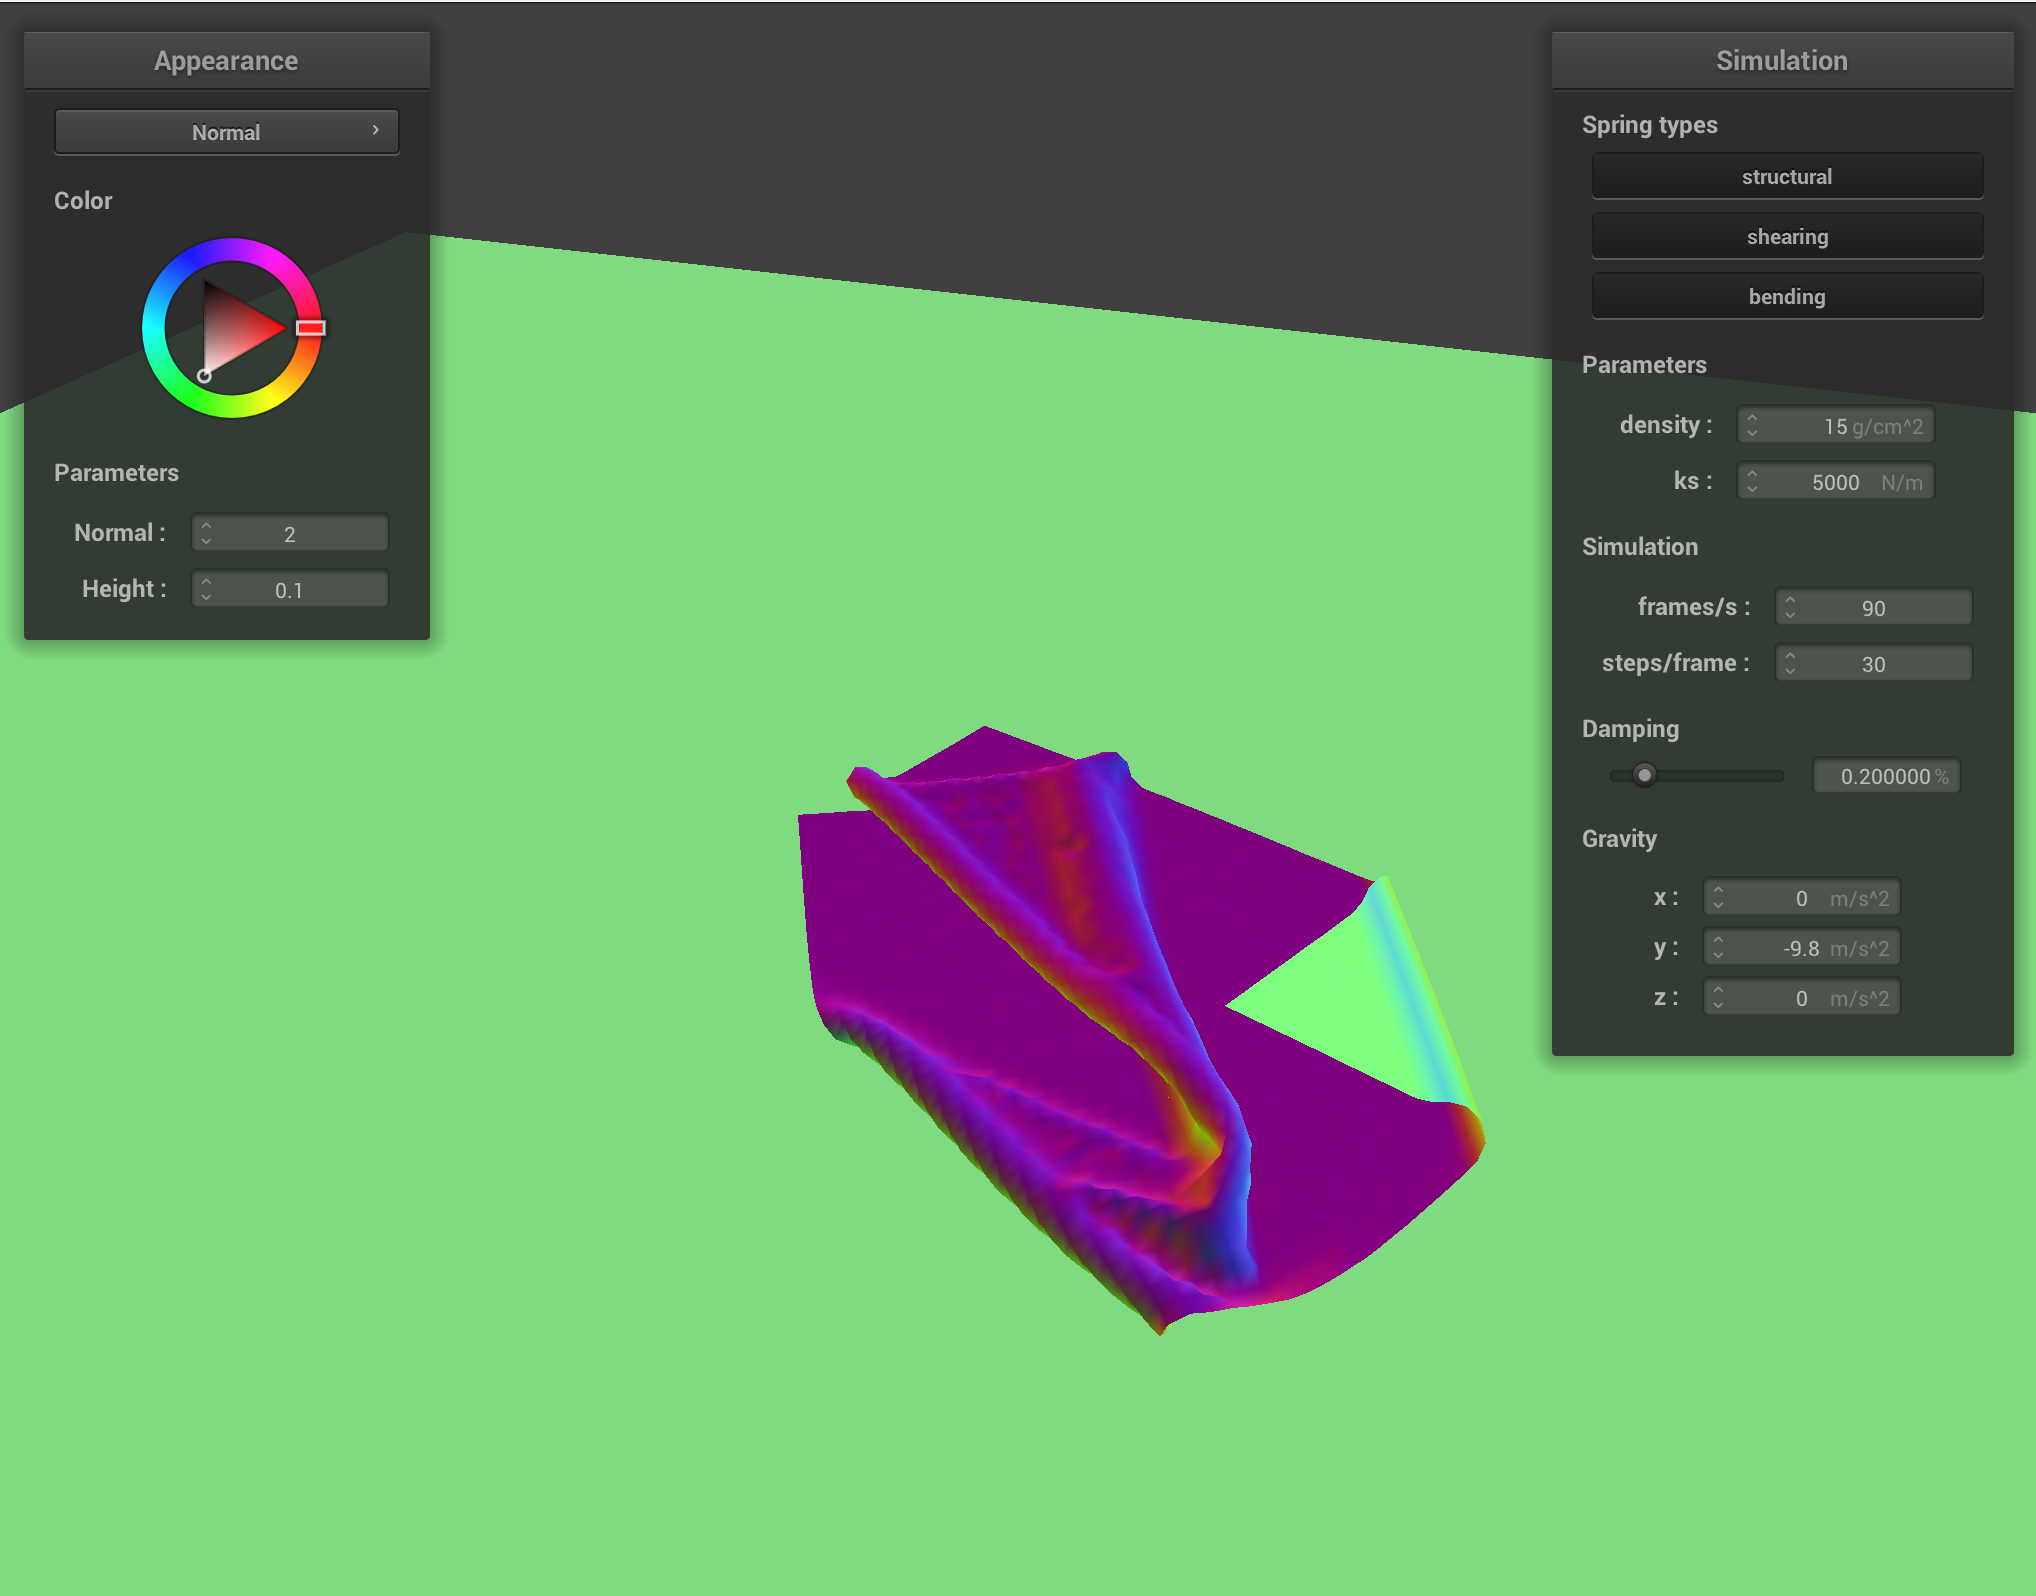 Appearance
Normal
Color
Parameters
Normal : 2
Height : 0.1
Simulation
Spring types
structural
shearing
bending
Parameters
density : 15 g/cm^2
ks : 5000 N/m
Simulation
frames/s : 90
steps/frame : 30
Damping
0.200000 %
Gravity
x : 0 m/s^2
y : -9.8 m/s^2
z : 0 m/s^2